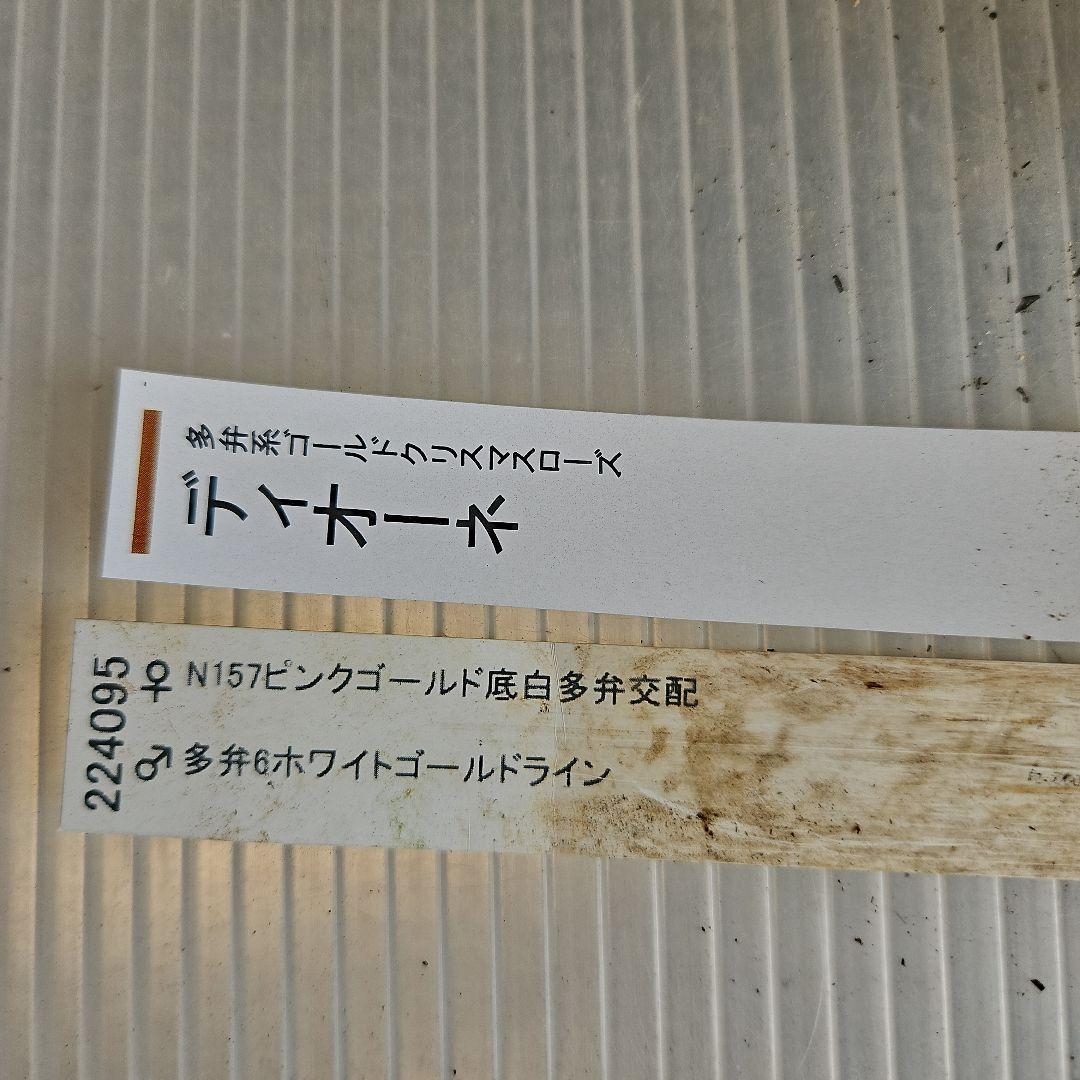 多弁系ゴールドクリスマスローズ
ディオーネ
224095
♀ N157ピンクゴールド底白多弁交配
♂ 多弁6ホワイトゴールドライン